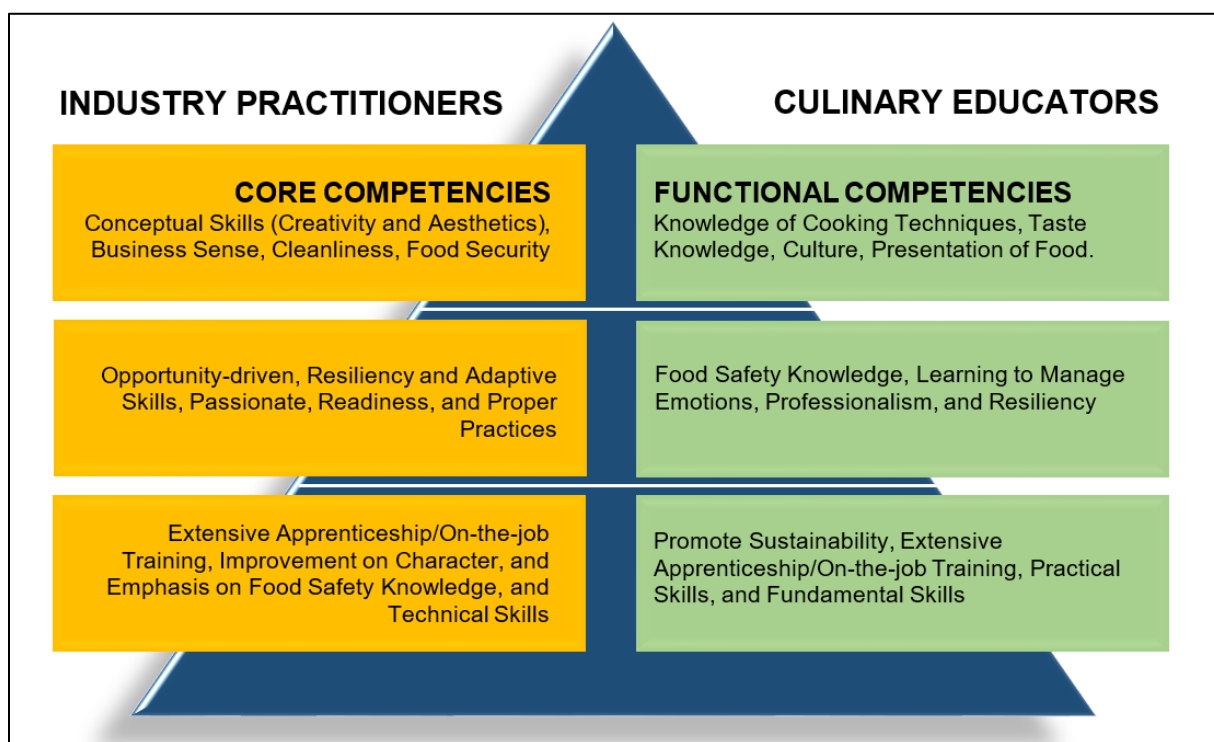 INDUSTRY PRACTITIONERS
CULINARY EDUCATORS
CORE COMPETENCIES
Conceptual Skills (Creativity and Aesthetics),
Business Sense, Cleanliness, Food Security
FUNCTIONAL COMPETENCIES
Knowledge of Cooking Techniques, Taste
Knowledge, Culture, Presentation of Food.
Opportunity-driven, Resiliency and Adaptive
Skills, Passionate, Readiness, and Proper
Practices
Food Safety Knowledge, Learning to Manage
Emotions, Professionalism, and Resiliency
Extensive Apprenticeship/On-the-job
Training, Improvement on Character, and
Emphasis on Food Safety Knowledge, and
Technical Skills
Promote Sustainability, Extensive
Apprenticeship/On-the-job Training, Practical
Skills, and Fundamental Skills